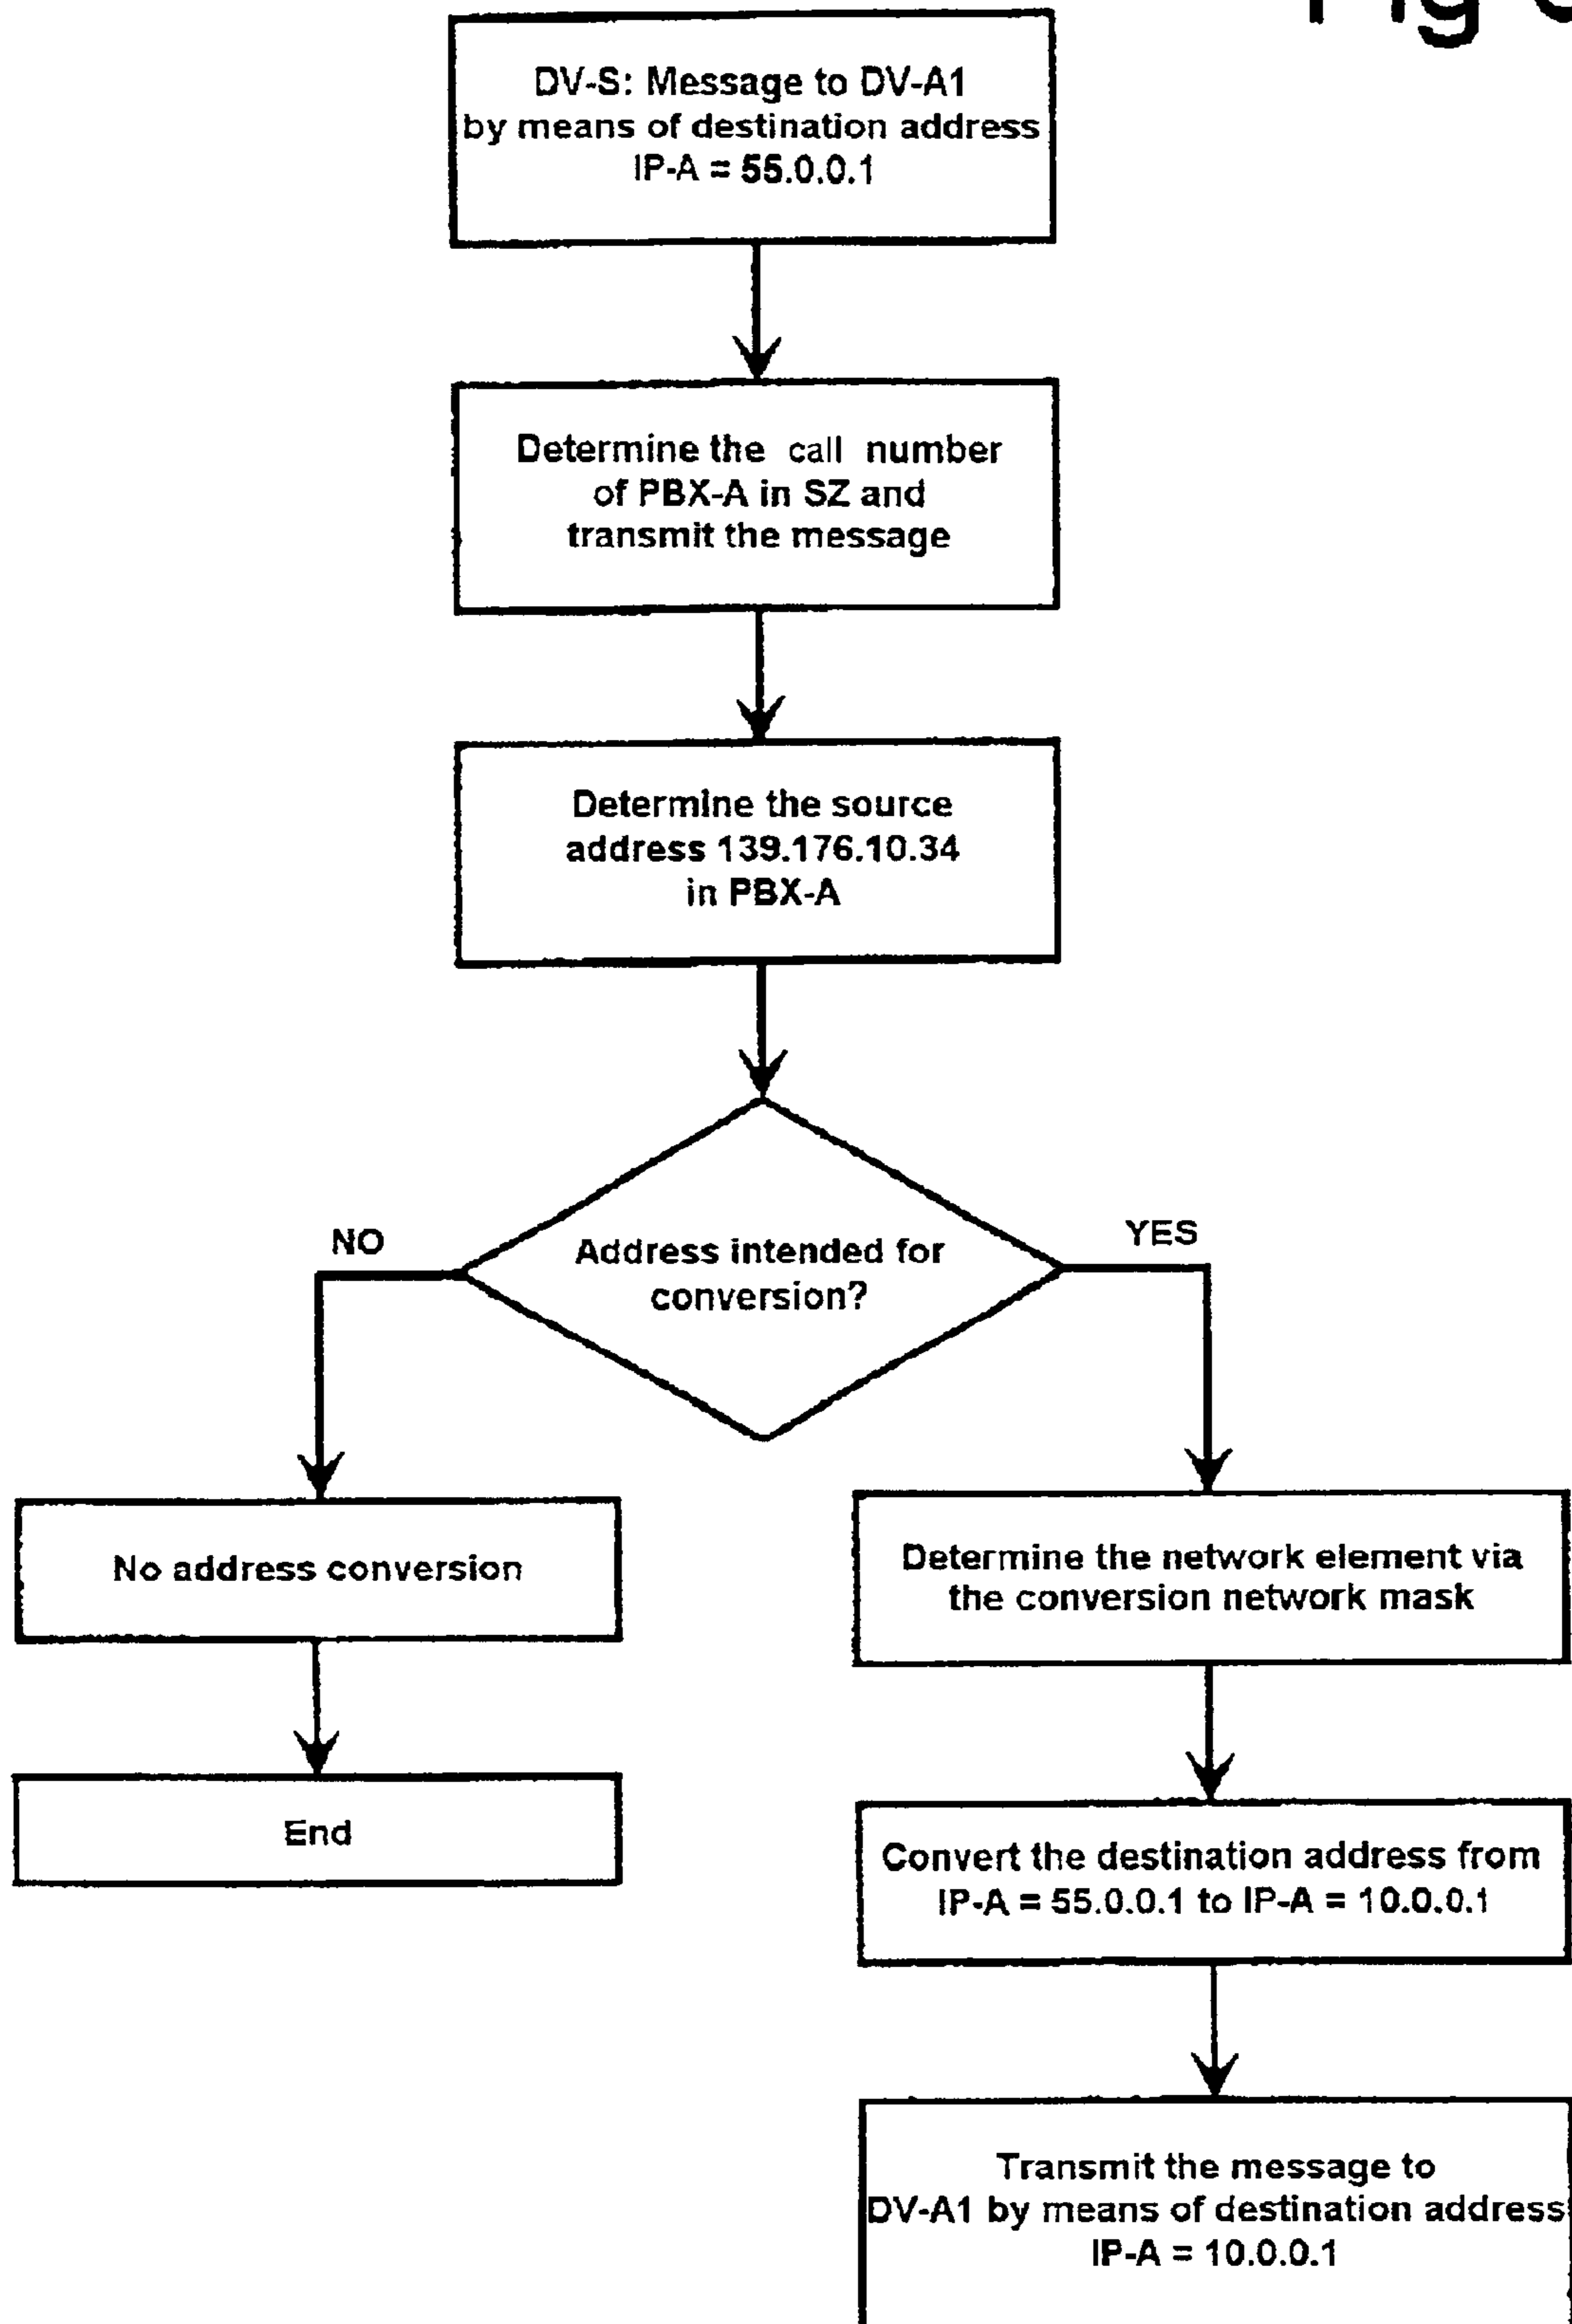 Fig
DV-S: Message to DV-A1
by means of destination address
IP-A = 55.0.0.1
Determine the call number
of PBX-A in SZ and
transmit the message
Determine the source
address 139.176.10.34
in PBX-A
Address intended for
conversion?
NO
YES
No address conversion
End
Determine the network element via
the conversion network mask
Convert the destination address from
IP-A = 55.0.0.1 to IP-A = 10.0.0.1
Transmit the message to
DV-A1 by means of destination address
IP-A = 10.0.0.1